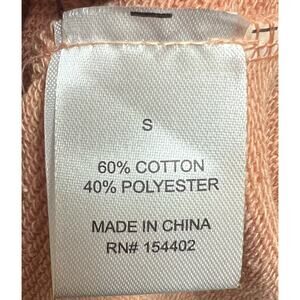 S
60% COTTON
40% POLYESTER
MADE IN CHINA
RN# 154402